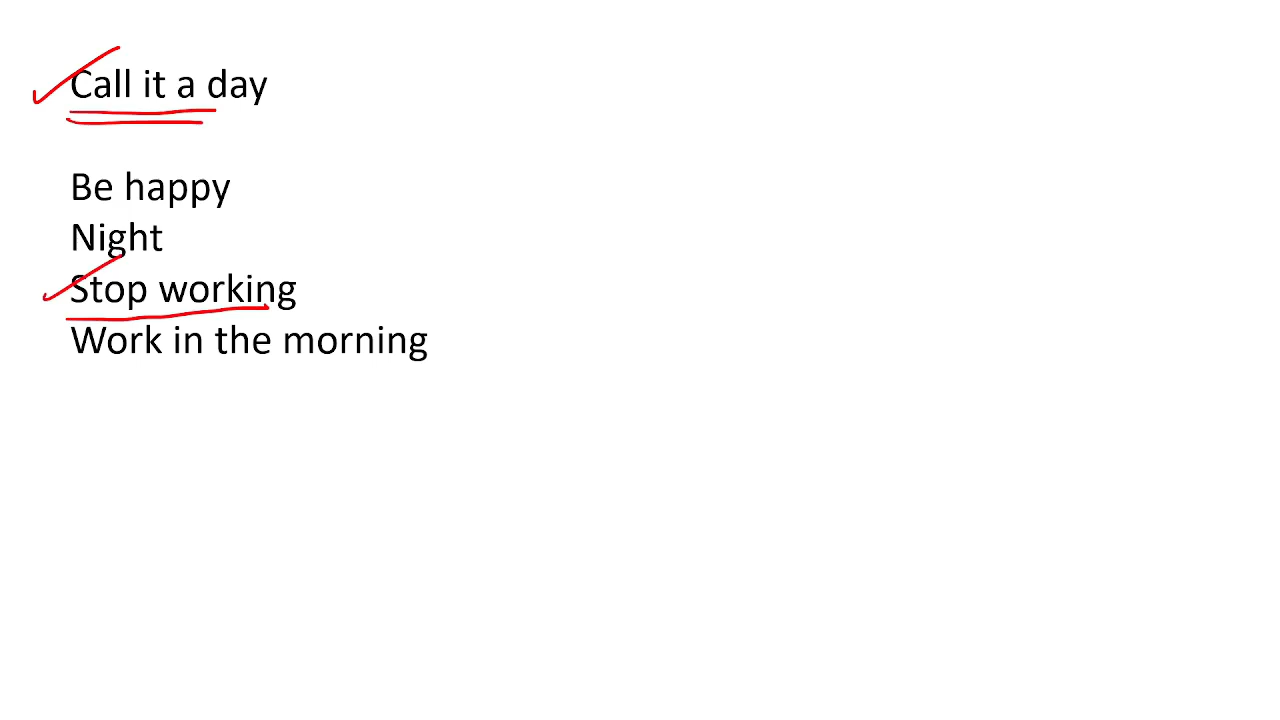 Call it a day
Be happy
Night
Stop working
Work in the morning